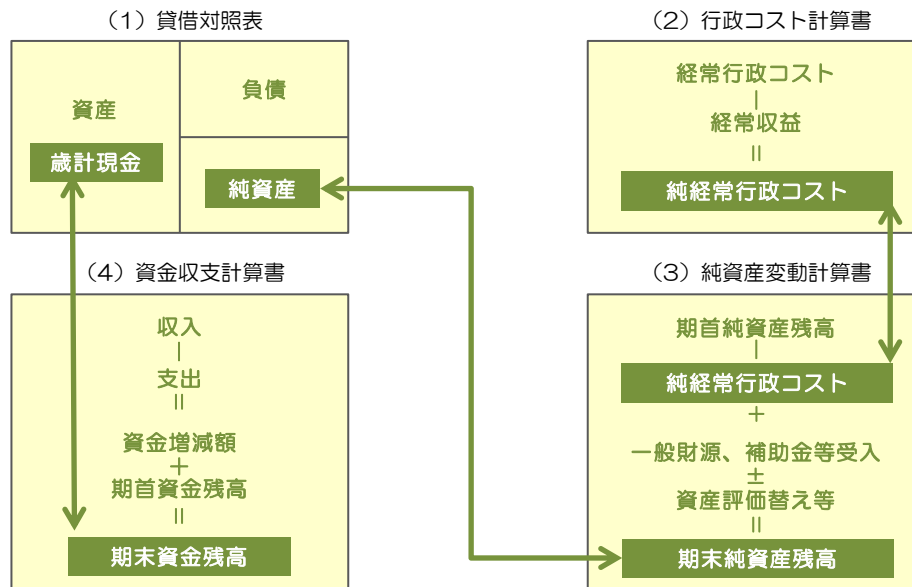 （1）貸借対照表
資産
歳計現金
負債
純資産
（2）行政コスト計算書
経常行政コスト
－
経常収益
＝
純経常行政コスト
（4）資金収支計算書
収入
－
支出
＝
資金増減額
＋
期首資金残高
＝
期末資金残高
（3）純資産変動計算書
期首純資産残高
－
純経常行政コスト
＋
一般財源、補助金等受入
±
資産評価替え等
＝
期末純資産残高